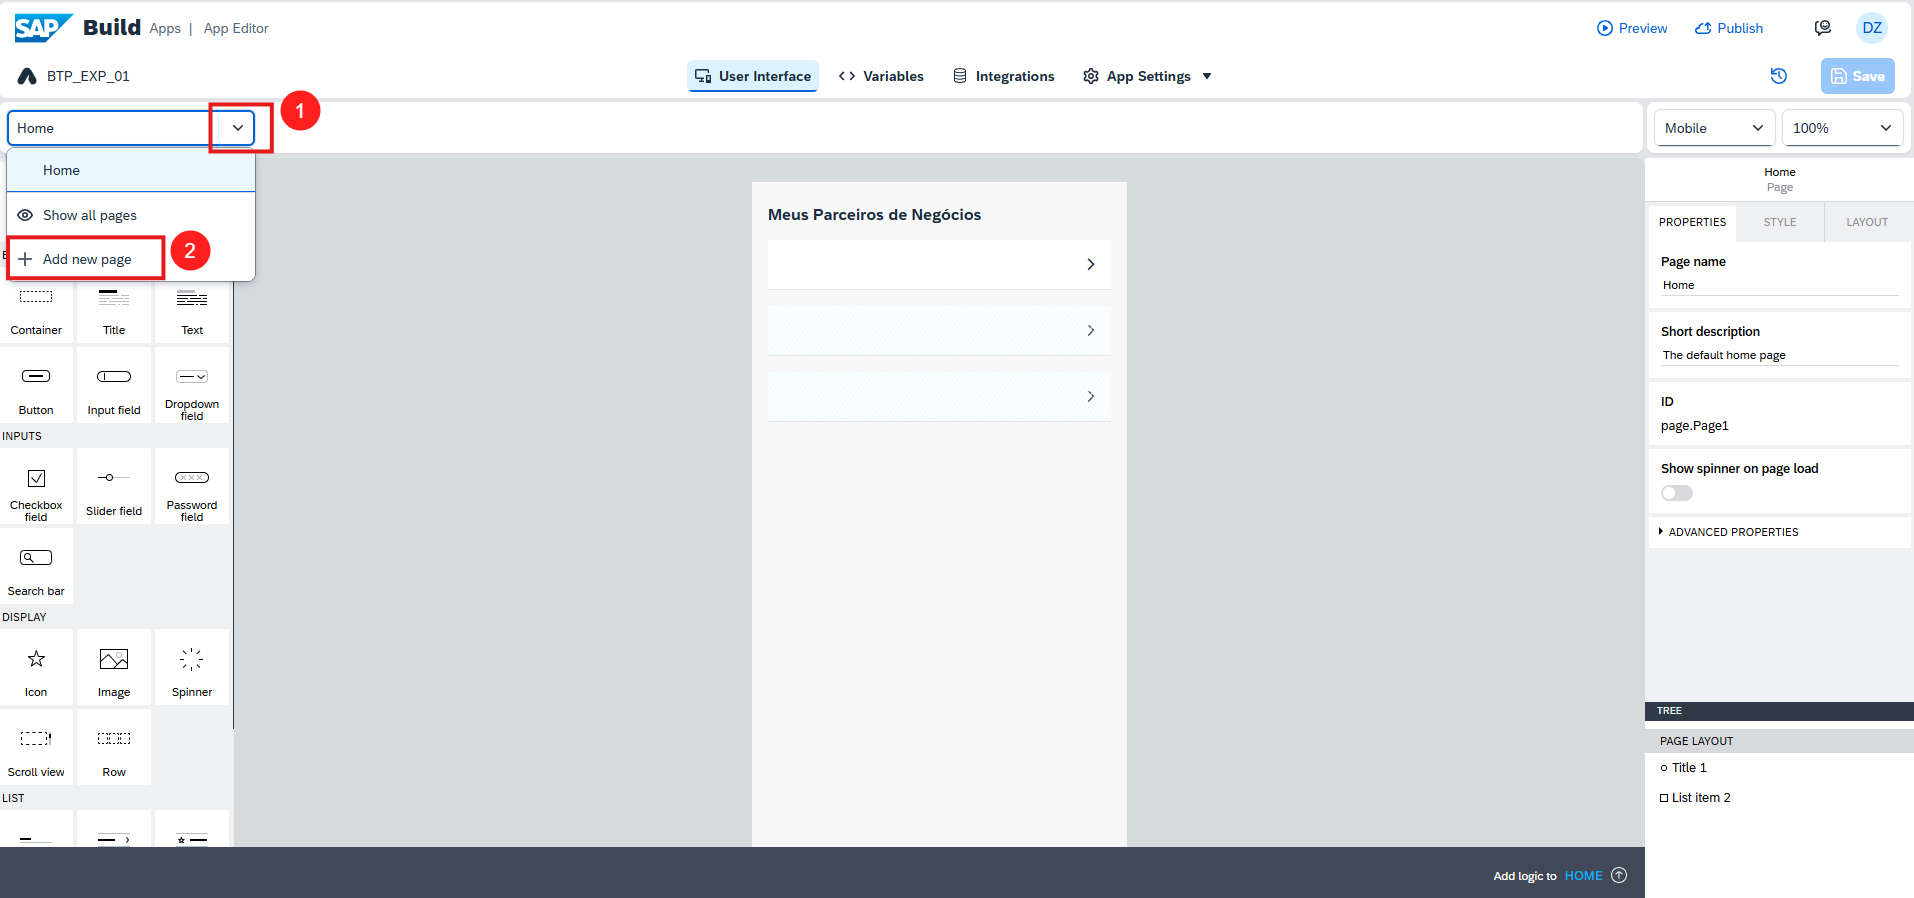 SAP Build Apps | App Editor
Preview Publish DZ
BTP_EXP_01
User Interface Variables Integrations App Settings
Save
Home
1
Mobile 100%
Home
Show all pages
Add new page
2
Container Title Text
Button Input field Dropdown field
INPUTS
Checkbox field Slider field Password field
Search bar
DISPLAY
Icon Image Spinner
Scroll view Row
LIST
Meus Parceiros de Negócios
Home
Page
PROPERTIES STYLE LAYOUT
Page name
Home
Short description
The default home page
ID
page.Page1
Show spinner on page load
ADVANCED PROPERTIES
TREE
PAGE LAYOUT
Title 1
List item 2
Add logic to HOME